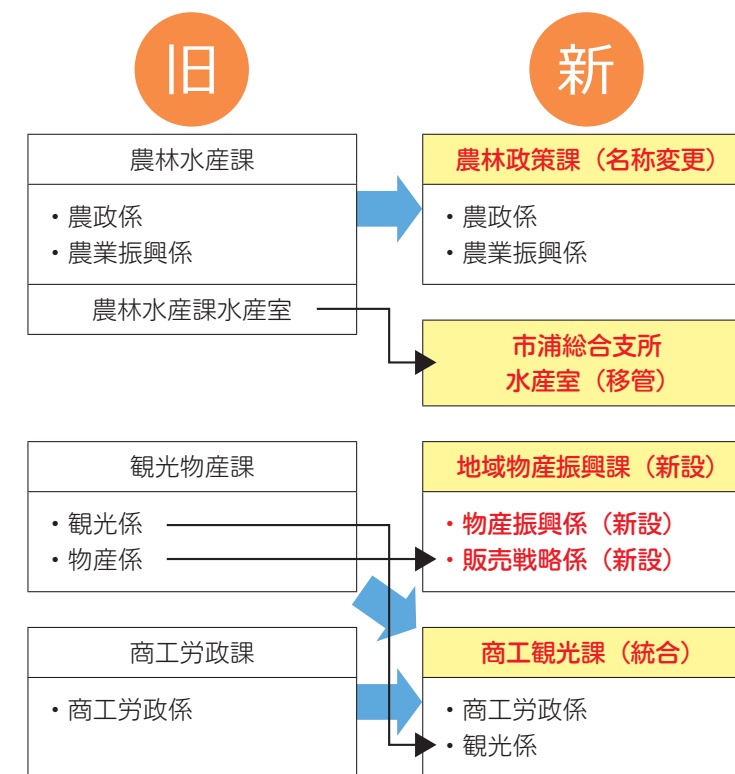 旧
新
農林水産課
・農政係
・農業振興係
農林水産課水産室
農林政策課（名称変更）
・農政係
・農業振興係
市浦総合支所
水産室（移管）
観光物産課
・観光係
・物産係
地域物産振興課（新設）
・物産振興係（新設）
・販売戦略係（新設）
商工労政課
・商工労政係
商工観光課（統合）
・商工労政係
・観光係